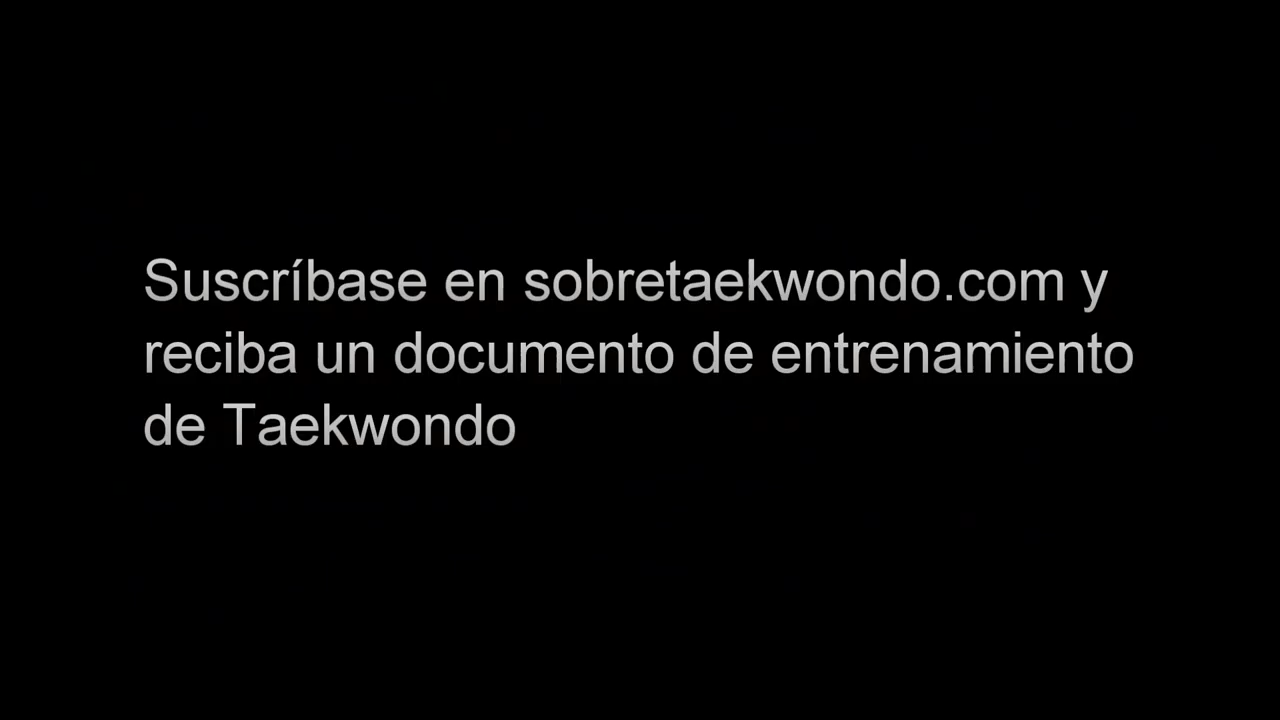 Suscríbase en sobretaekwondo.com y
reciba un documento de entrenamiento
de Taekwondo